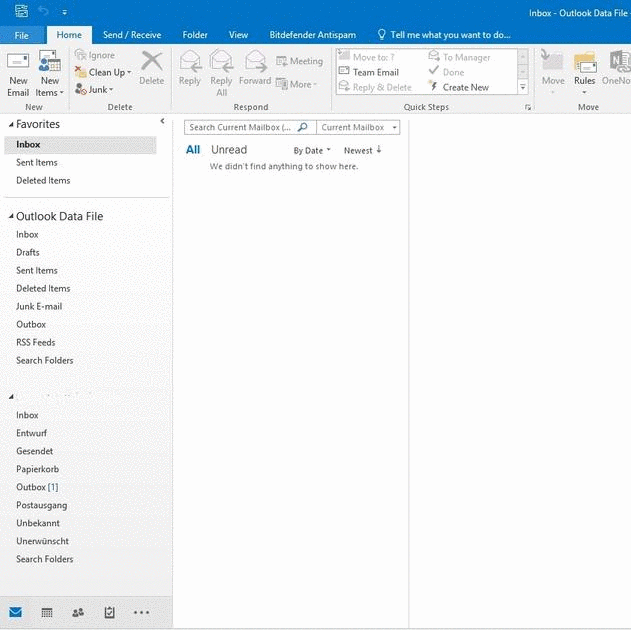 Inbox - Outlook Data File
File Home Send / Receive Folder View Bitdefender Antispam Tell me what you want to do...
New Email
New Items
Ignore
Clean Up
Junk
Delete
Reply
Reply All
Forward
Meeting
More
Move to: ?
Team Email
Reply & Delete
To Manager
Done
Create New
Move
Rules
OneNo
New Delete Respond Quick Steps Move
Favorites
Inbox
Sent Items
Deleted Items
Outlook Data File
Inbox
Drafts
Sent Items
Deleted Items
Junk E-mail
Outbox
RSS Feeds
Search Folders
Inbox
Entwurf
Gesendet
Papierkorb
Outbox [1]
Postausgang
Unbekannt
Unerwünscht
Search Folders
Search Current Mailbox (... Current Mailbox
All Unread By Date Newest ↓
We didn't find anything to show here.